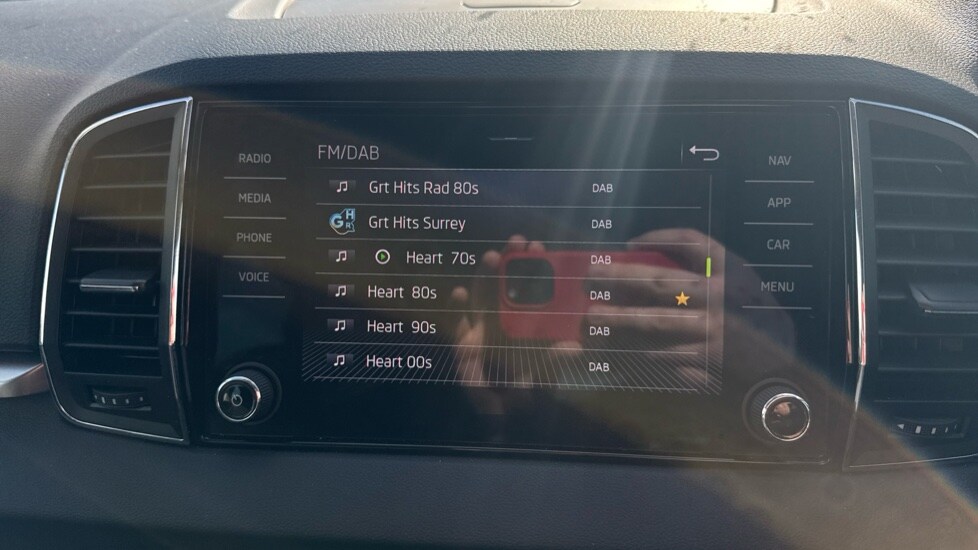 FM/DAB
RADIO
MEDIA
PHONE
VOICE
Grt Hits Rad 80s DAB
GHR Grt Hits Surrey DAB
Heart 70s DAB
Heart 80s DAB
Heart 90s DAB
Heart 00s DAB
NAV
APP
CAR
MENU